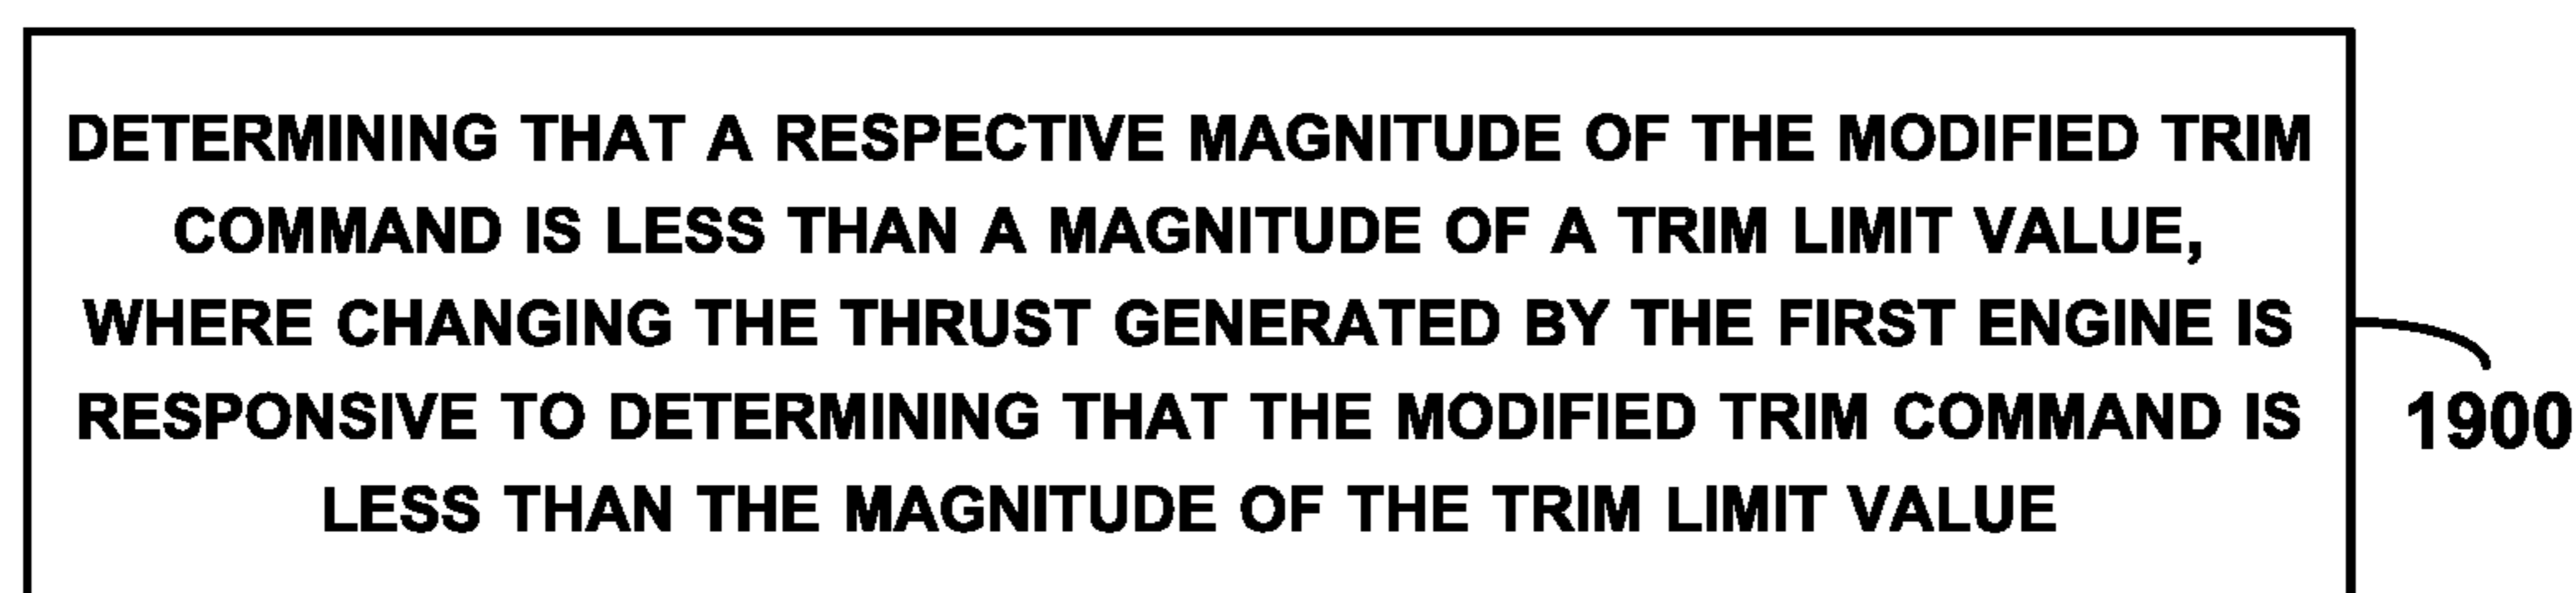 DETERMINING THAT A RESPECTIVE MAGNITUDE OF THE MODIFIED TRIM
COMMAND IS LESS THAN A MAGNITUDE OF A TRIM LIMIT VALUE,
WHERE CHANGING THE THRUST GENERATED BY THE FIRST ENGINE IS
RESPONSIVE TO DETERMINING THAT THE MODIFIED TRIM COMMAND IS
LESS THAN THE MAGNITUDE OF THE TRIM LIMIT VALUE
1900